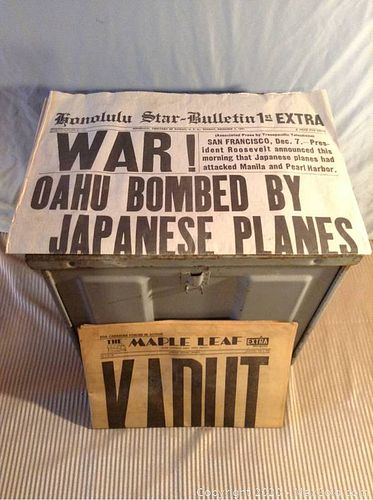 Honolulu Star-Bulletin 1st EXTRA
WAR!
SAN FRANCISCO, Dec. 7.—Pres-
ident Roosevelt announced this
morning that Japanese planes had
attacked Manila and Pearl Harbor.
OAHU BOMBED BY
JAPANESE PLANES
THE MAPLE LEAF
EXTRA
KAPUT